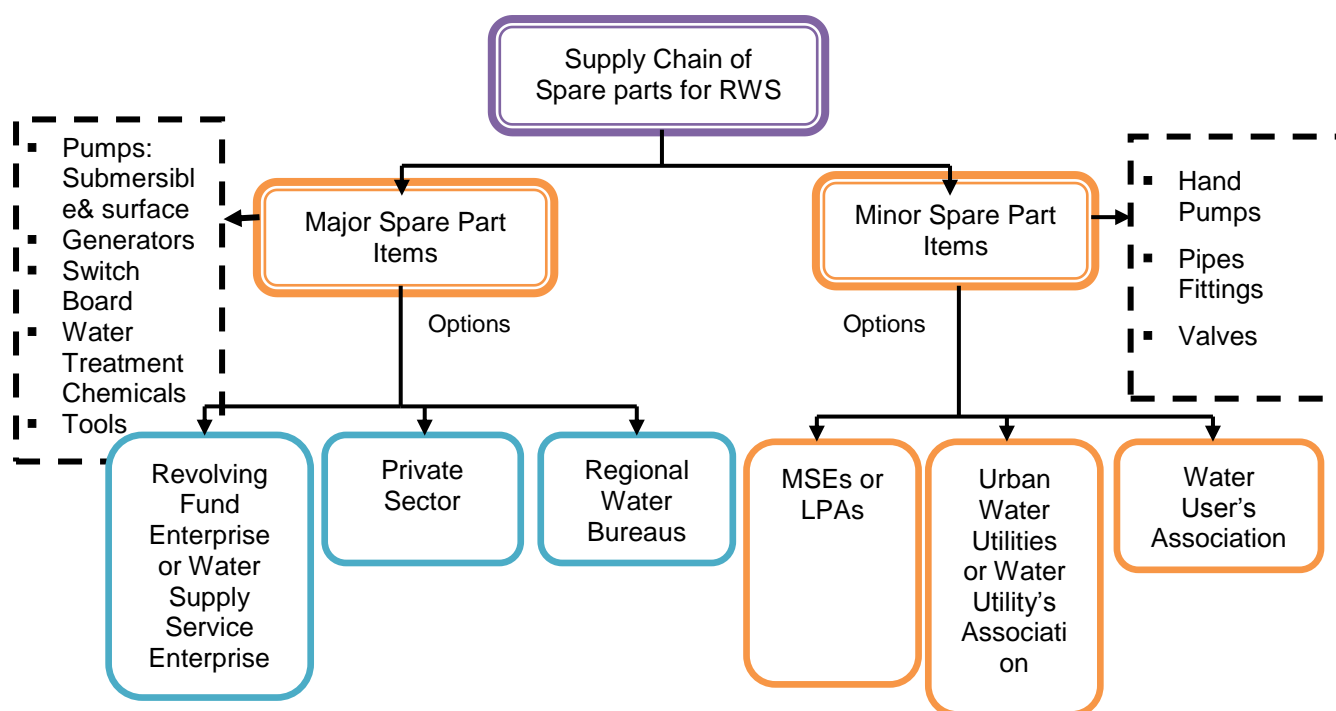 Supply Chain of
Spare parts for RWS
▪ Pumps:
Submersibl
e& surface
▪ Generators
▪ Switch
Board
▪ Water
Treatment
Chemicals
▪ Tools
Major Spare Part
Items
Minor Spare Part
Items
▪ Hand
Pumps
▪ Pipes
Fittings
▪ Valves
Options
Options
Revolving
Fund
Enterprise
or Water
Supply
Service
Enterprise
Private
Sector
Regional
Water
Bureaus
MSEs or
LPAs
Urban
Water
Utilities
or Water
Utility’s
Associati
on
Water
User’s
Association